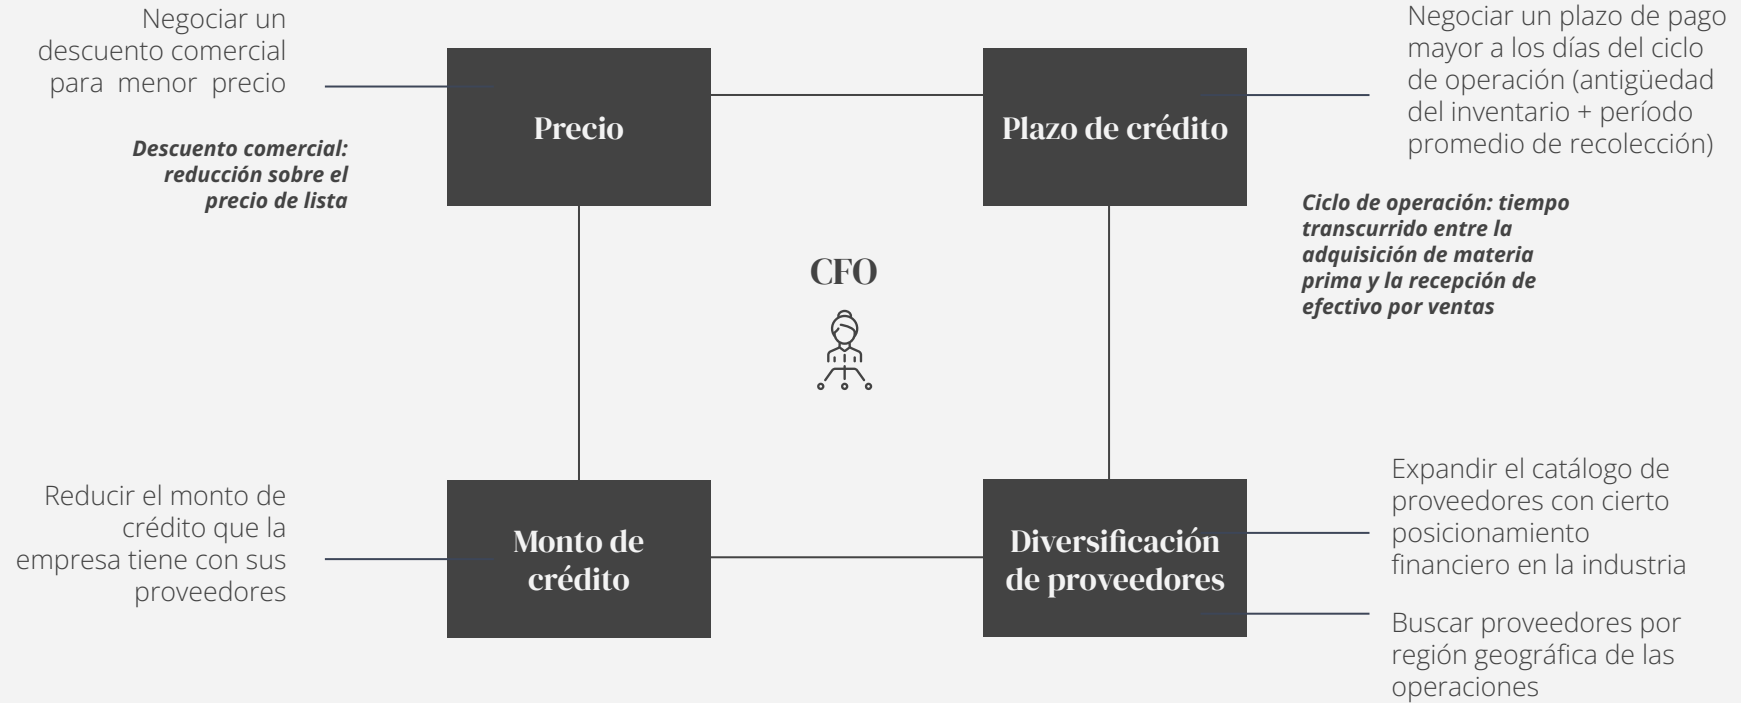 Negociar un
descuento comercial
para menor precio
Descuento comercial:
reducción sobre el
precio de lista
Precio
Plazo de crédito
Negociar un plazo de pago
mayor a los días del ciclo
de operación (antigüedad
del inventario + período
promedio de recolección)
Ciclo de operación: tiempo
transcurrido entre la
adquisición de materia
prima y la recepción de
efectivo por ventas
CFO
Reducir el monto de
crédito que la
empresa tiene con sus
proveedores
Monto de
crédito
Diversificación
de proveedores
Expandir el catálogo de
proveedores con cierto
posicionamiento
financiero en la industria
Buscar proveedores por
región geográfica de las
operaciones